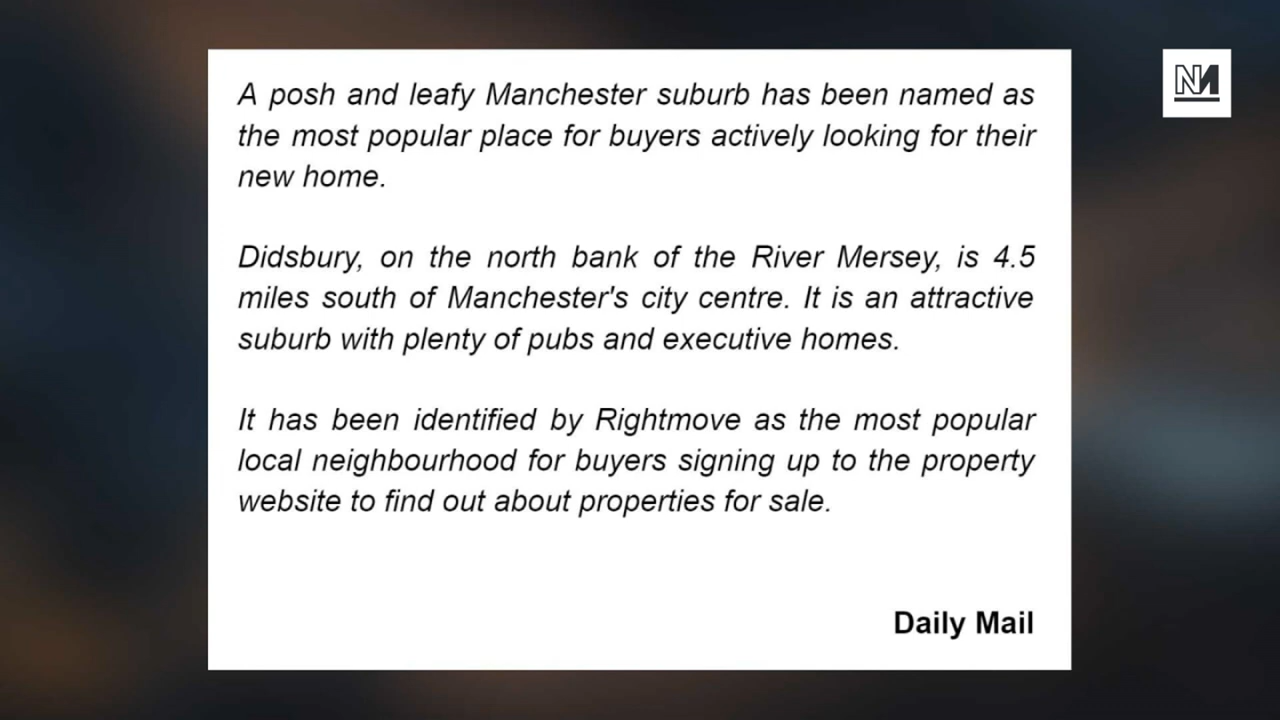 A posh and leafy Manchester suburb has been named as
the most popular place for buyers actively looking for their
new home.
Didsbury, on the north bank of the River Mersey, is 4.5
miles south of Manchester's city centre. It is an attractive
suburb with plenty of pubs and executive homes.
It has been identified by Rightmove as the most popular
local neighbourhood for buyers signing up to the property
website to find out about properties for sale.
Daily Mail
NM